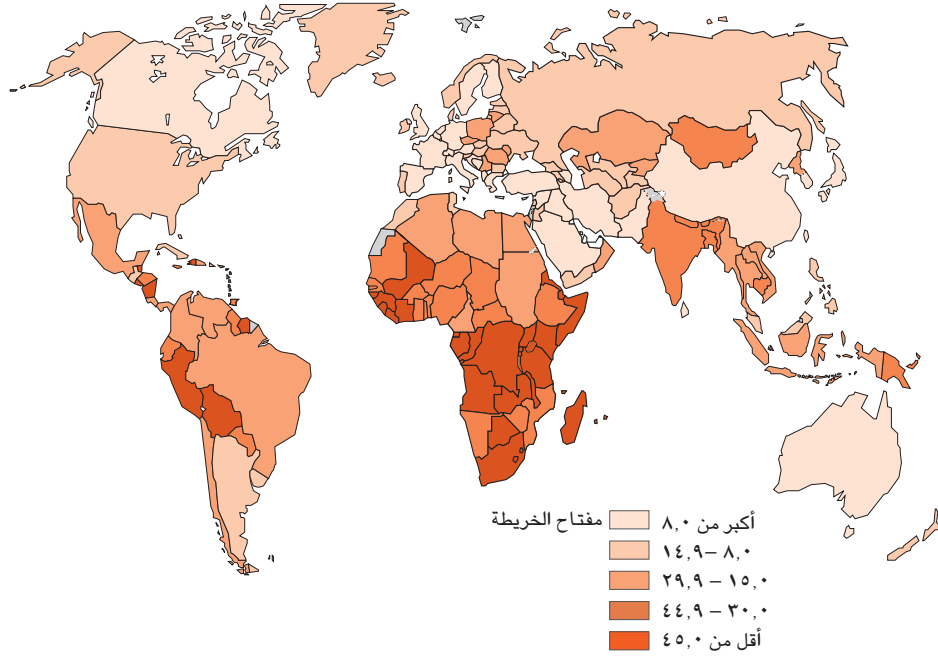 مفتاح الخريطة
أكبر من ٨,٠
٨,٠ – ١٤,٩
١٥,٠ – ٢٩,٩
٣٠,٠ – ٤٤,٩
أقل من ٤٥,٠